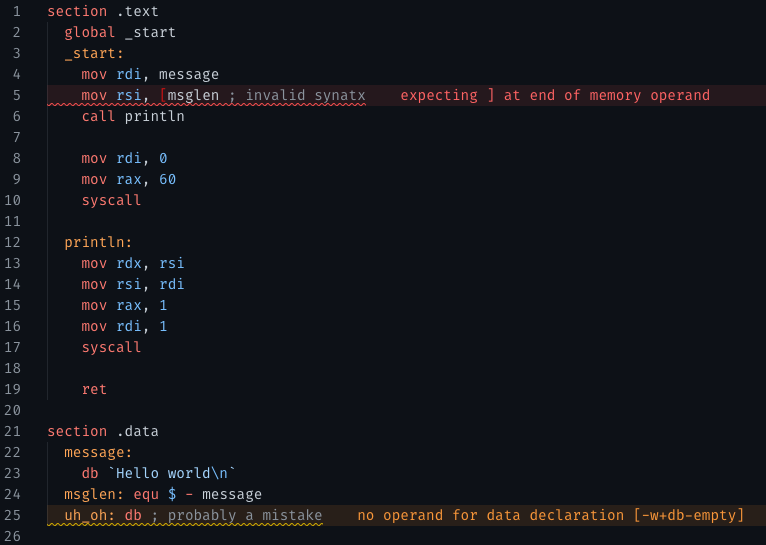 1 section .text
2 global _start
3 _start:
4 mov rdi, message
5 mov rsi, [msglen ; invalid synatx expecting ] at end of memory operand
6 call println
7
8 mov rdi, 0
9 mov rax, 60
10 syscall
11
12 println:
13 mov rdx, rsi
14 mov rsi, rdi
15 mov rax, 1
16 mov rdi, 1
17 syscall
18
19 ret
20
21 section .data
22 message:
23 db `Hello world\n`
24 msglen: equ $ - message
25 uh_oh: db ; probably a mistake no operand for data declaration [-w+db-empty]
26